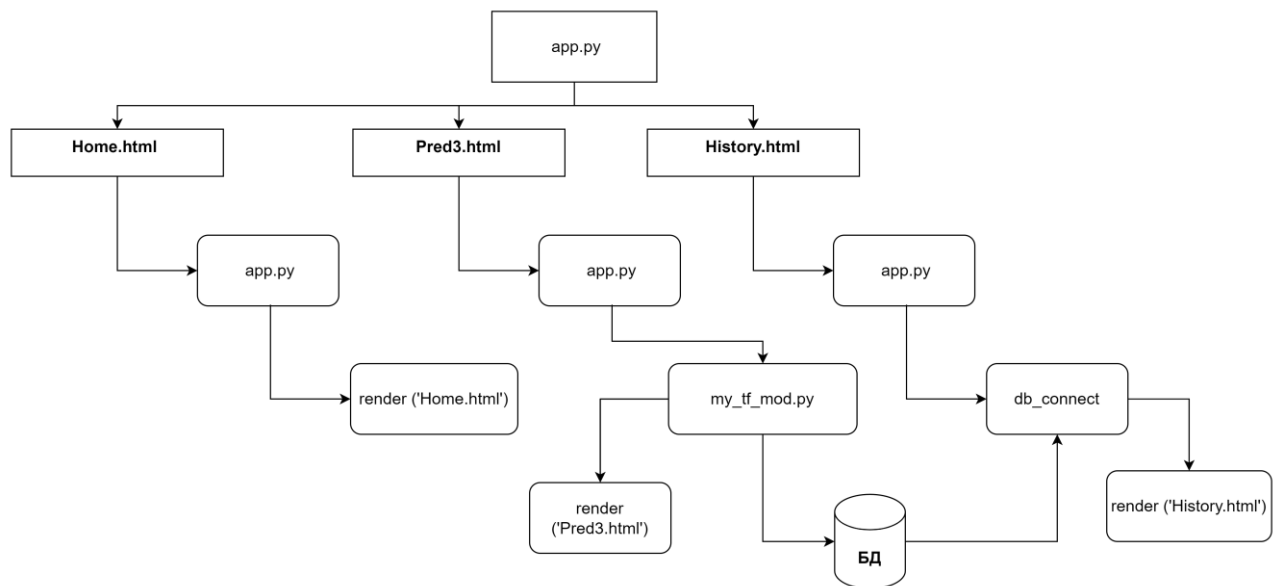 app.py
Home.html
Pred3.html
History.html
app.py
app.py
app.py
render ('Home.html')
my_tf_mod.py
db_connect
render
('Pred3.html')
render ('History.html')
БД